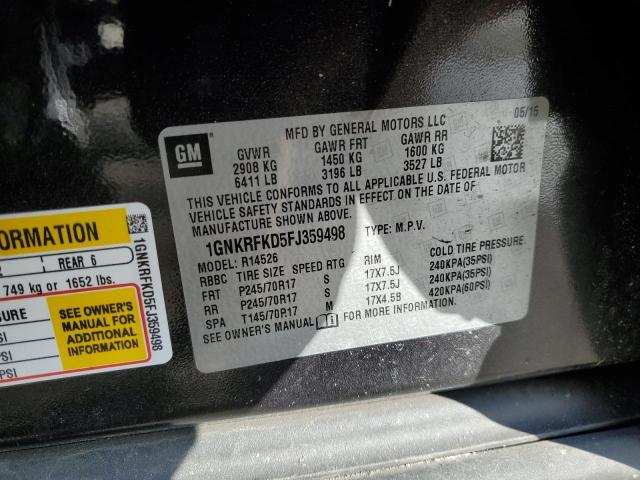 GM
MFD BY GENERAL MOTORS LLC
05/15
GVWR GAWR FRT GAWR RR
2908 KG 1450 KG 1600 KG
6411 LB 3196 LB 3527 LB
THIS VEHICLE CONFORMS TO ALL APPLICABLE U.S. FEDERAL MOTOR
VEHICLE SAFETY STANDARDS IN EFFECT ON THE DATE OF
MANUFACTURE SHOWN ABOVE.
1GNKRFKD5FJ359498 TYPE: M.P.V.
MODEL: R14526
RBBC TIRE SIZE SPEED RTG RIM COLD TIRE PRESSURE
FRT P245/70R17 S 17X7.5J 240KPA(35PSI)
RR P245/70R17 S 17X7.5J 240KPA(35PSI)
SPA T145/70R17 M 17X4.5B 420KPA(60PSI)
SEE OWNER'S MANUAL FOR MORE INFORMATION.
ORMATION
REAR 6
749 kg or 1652 lbs.
SURE
SEE OWNER'S
MANUAL FOR
ADDITIONAL
INFORMATION
PSI
PSI
PSI
1GNKRFKD5FJ359498